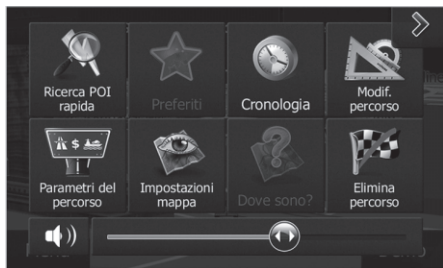 Ricerca POI
rapida
Preferiti
Cronologia
Modif.
percorso
Parametri del
percorso
Impostazioni
mappa
Dove sono?
Elimina
percorso